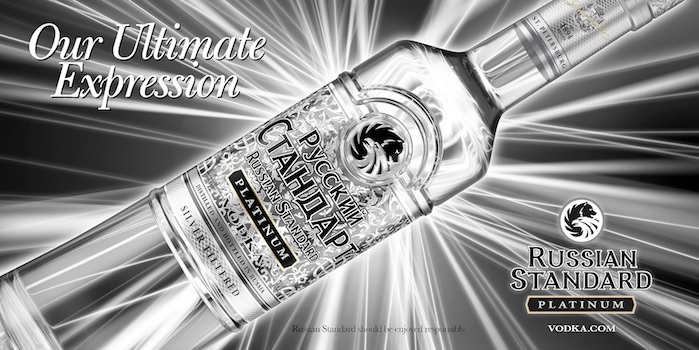 Our Ultimate
Expression
ST. PETERSBURG
РУССКИЙ
СТАНДАРТ
RUSSIAN STANDARD
PLATINUM
VODKA
SILVER FILTERED
RUSSIAN
STANDARD
PLATINUM
VODKA.COM
Russian Standard should be enjoyed responsibly.